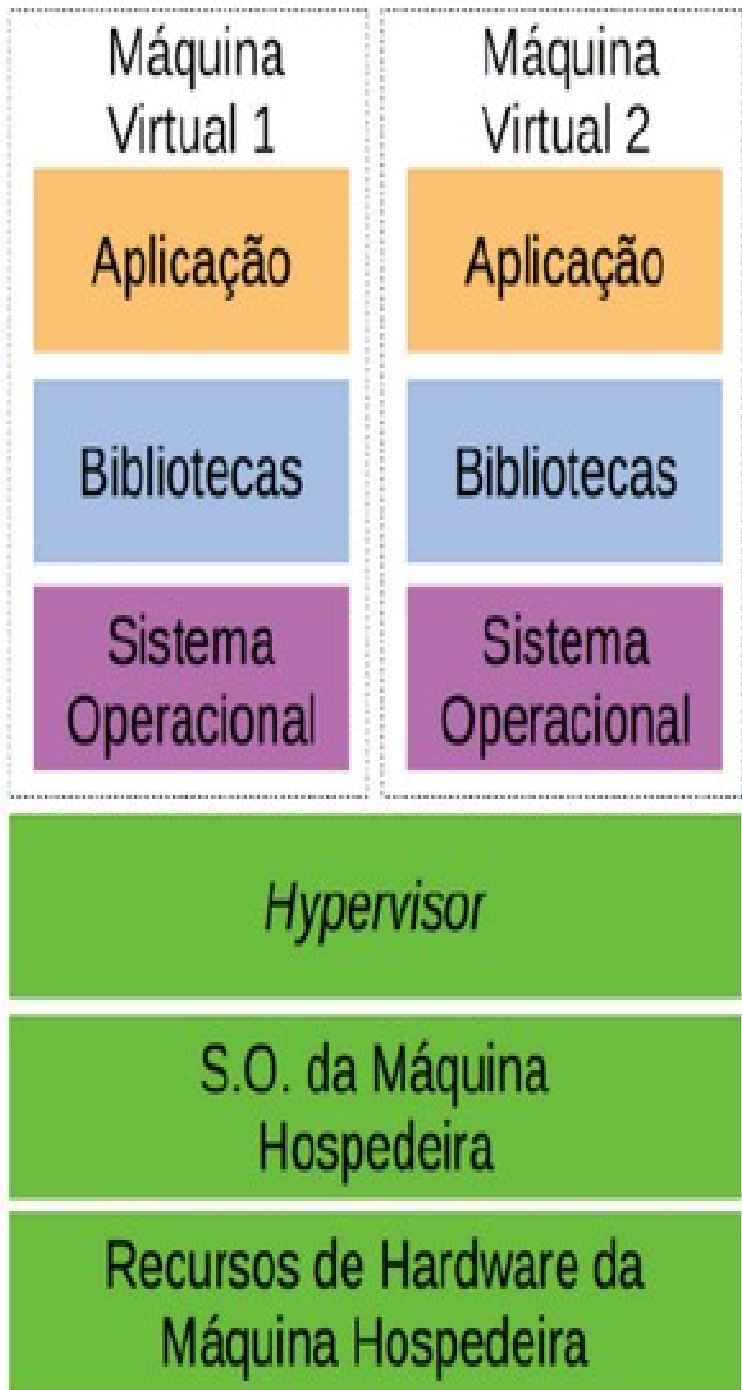 Máquina
Virtual 1
Aplicação
Bibliotecas
Sistema
Operacional
Máquina
Virtual 2
Aplicação
Bibliotecas
Sistema
Operacional
Hypervisor
S.O. da Máquina
Hospedeira
Recursos de Hardware da
Máquina Hospedeira